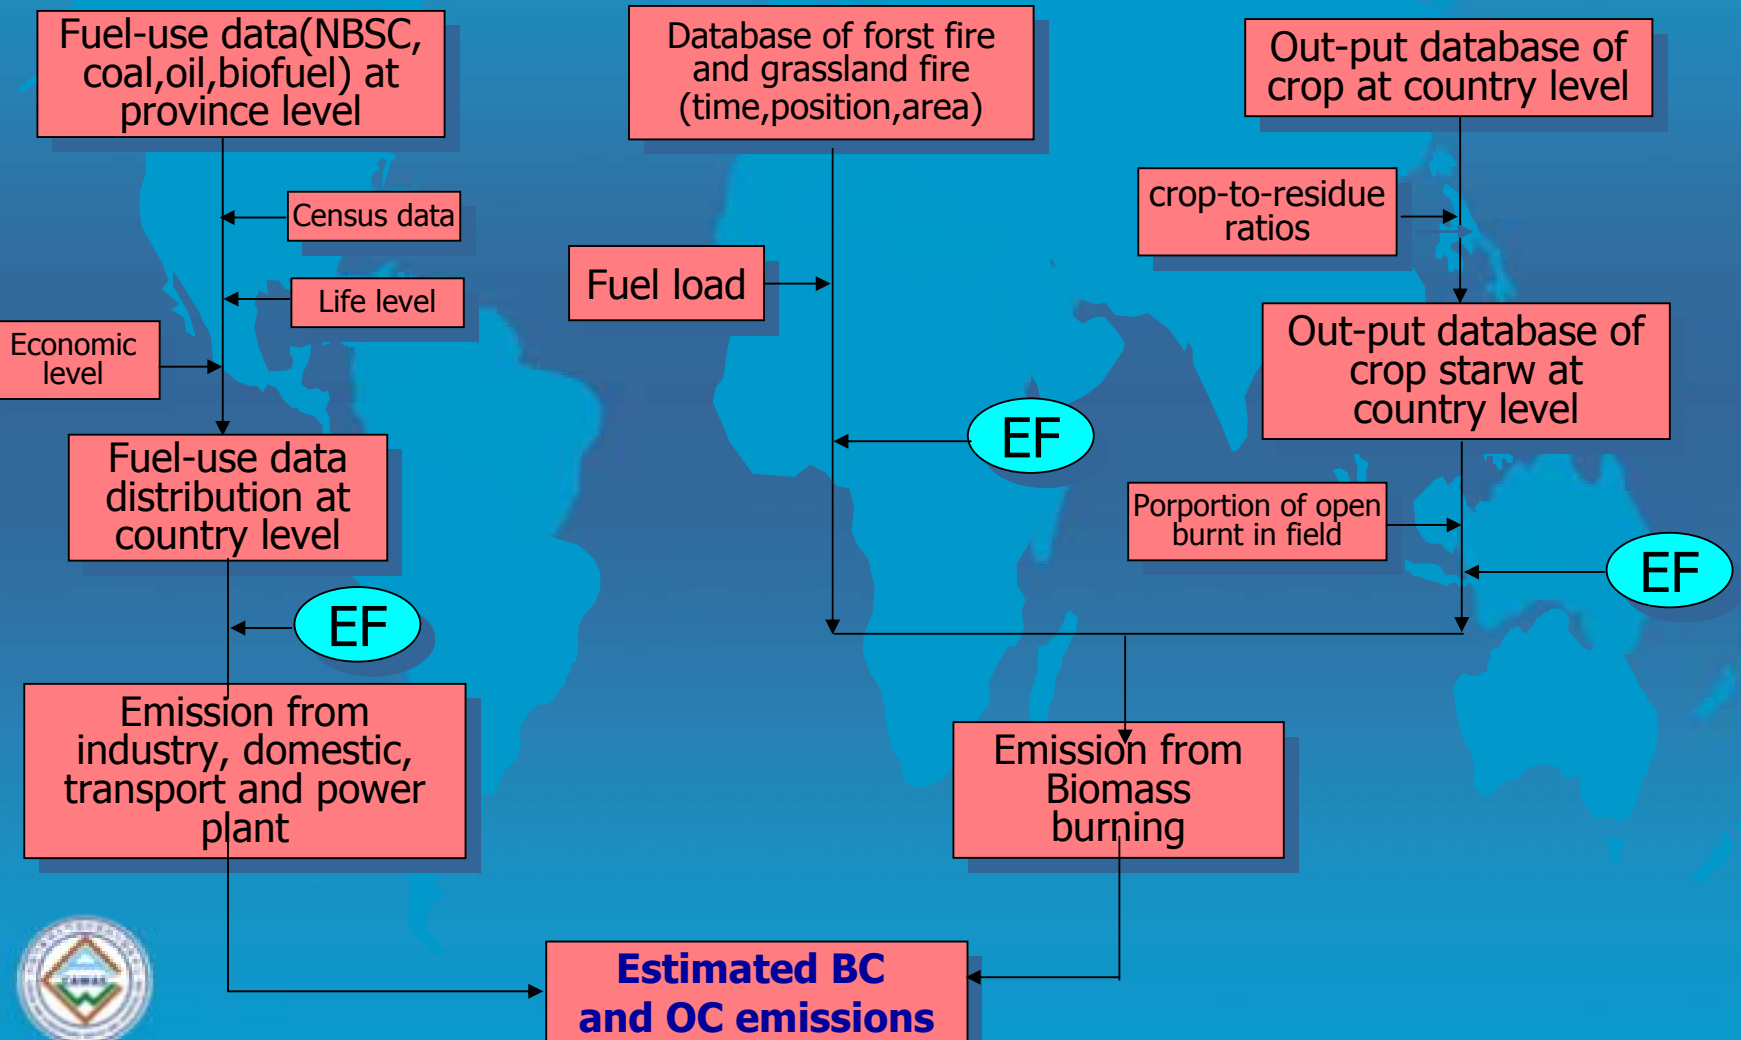 Fuel-use data(NBSC,
coal,oil,biofuel) at
province level
Database of forst fire
and grassland fire
(time,position,area)
Out-put database of
crop at country level
Census data
crop-to-residue
ratios
Life level
Fuel load
Economic
level
Out-put database of
crop starw at
country level
Fuel-use data
distribution at
country level
EF
Porportion of open
burnt in field
EF
EF
Emission from
industry, domestic,
transport and power
plant
Emission from
Biomass
burning
Estimated BC
and OC emissions
CAMAS